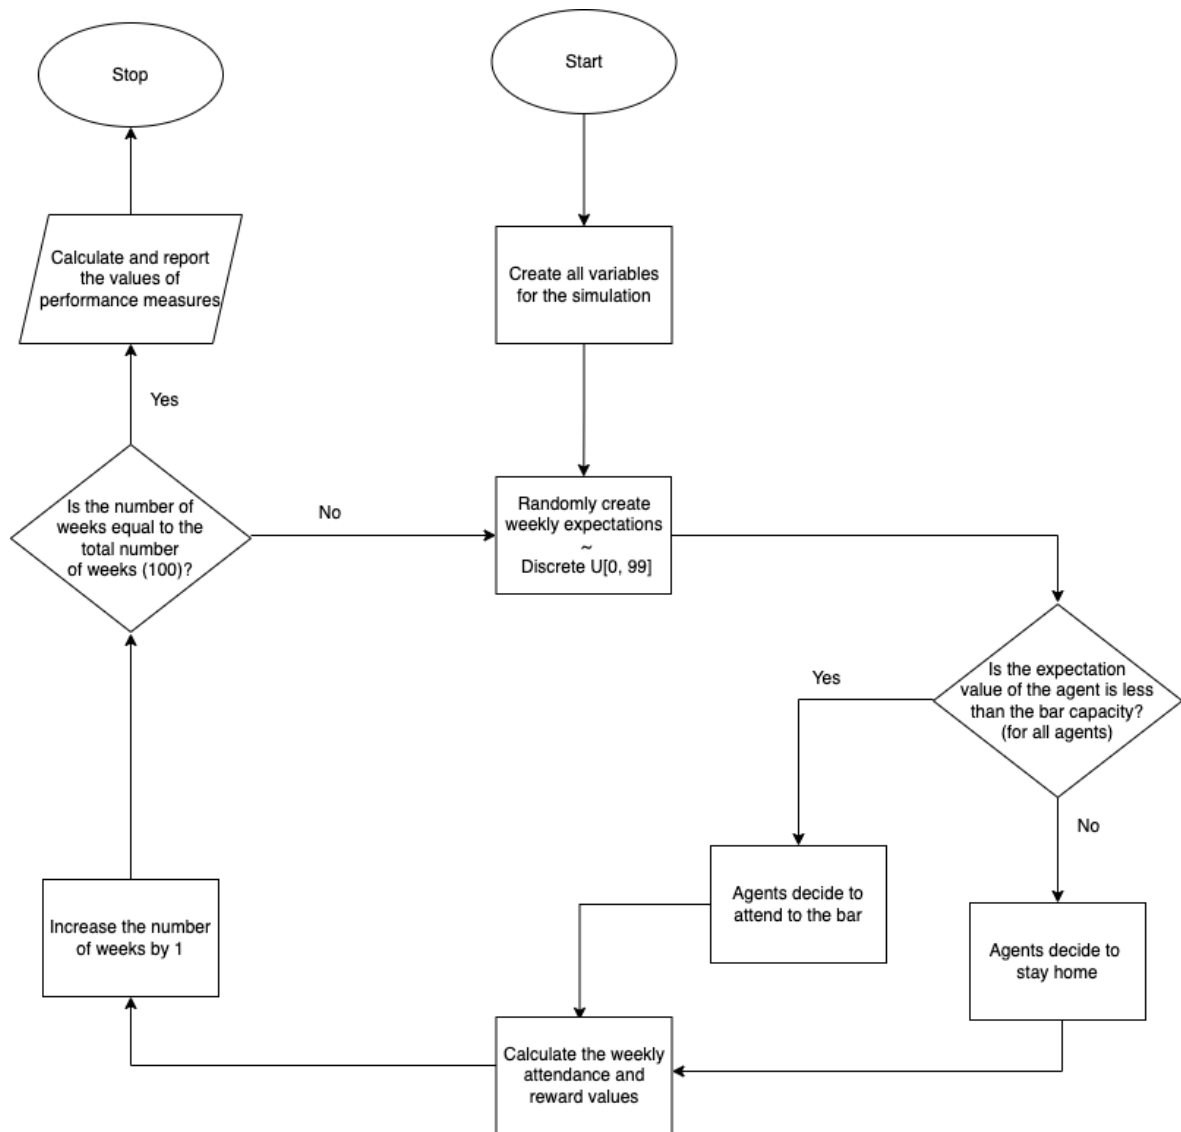 Start
Create all variables
for the simulation
Randomly create
weekly expectations
~
Discrete U[0, 99]
Is the expectation
value of the agent is less
than the bar capacity?
(for all agents)
Yes
No
Agents decide to
attend to the bar
Agents decide to
stay home
Calculate the weekly
attendance and
reward values
Increase the number
of weeks by 1
Is the number of
weeks equal to the
total number
of weeks (100)?
No
Yes
Calculate and report
the values of
performance measures
Stop